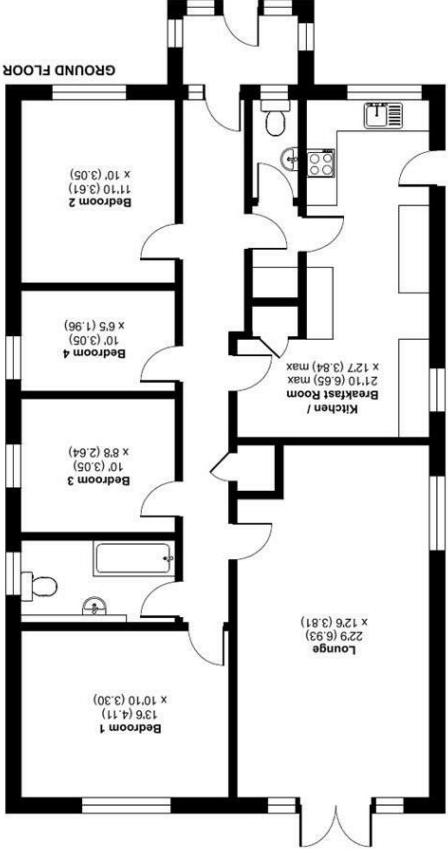 Bedroom 1
13'6 (4.11)
x 10'10 (3.30)
Lounge
22'9 (6.93)
x 12'6 (3.81)
Bedroom 3
10' (3.05)
x 8'8 (2.64)
Kitchen /
Breakfast Room
21'10 (6.65) max
x 12'7 (3.84) max
Bedroom 4
10' (3.05)
x 6'5 (1.96)
Bedroom 2
11'10 (3.61)
x 10' (3.05)
GROUND FLOOR